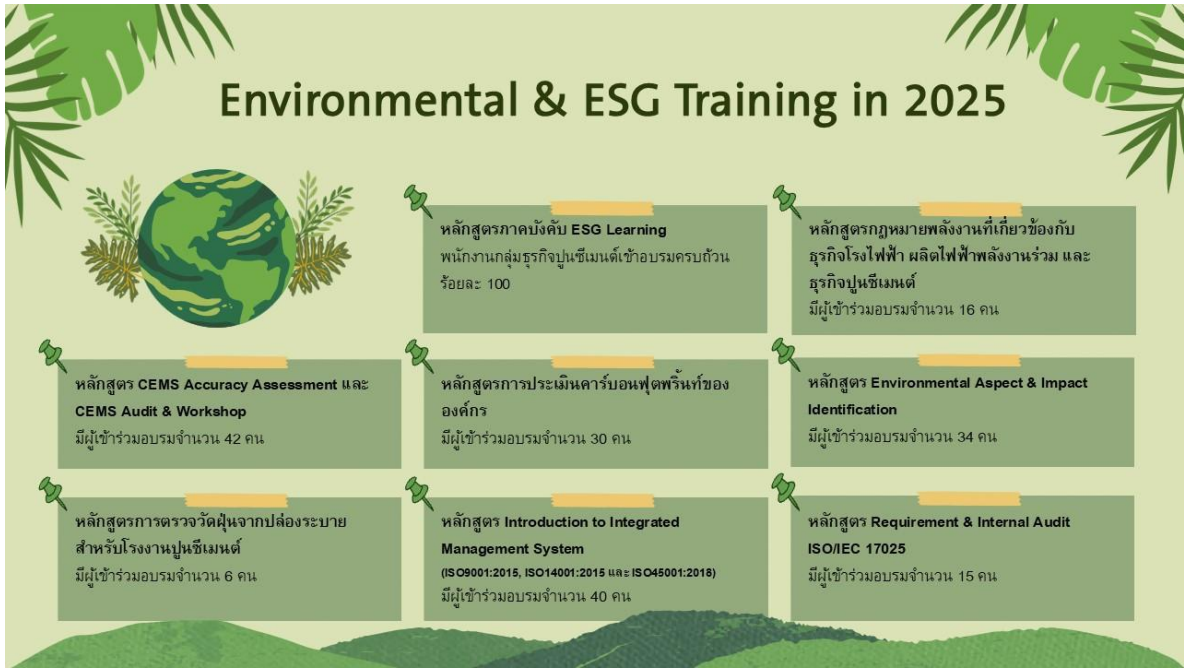 Environmental & ESG Training in 2025
หลักสูตรภาคบังคับ ESG Learning
พนักงานกลุ่มธุรกิจปูนซีเมนต์เข้าอบรมครบถ้วน
ร้อยละ 100
หลักสูตรกฎหมายพลังงานที่เกี่ยวข้องกับ
ธุรกิจโรงไฟฟ้า ผลิตไฟฟ้าพลังงานร่วม และ
ธุรกิจปูนซีเมนต์
มีผู้เข้าร่วมอบรมจำนวน 16 คน
หลักสูตร CEMS Accuracy Assessment และ
CEMS Audit & Workshop
มีผู้เข้าร่วมอบรมจำนวน 42 คน
หลักสูตรการประเมินคาร์บอนฟุตพริ้นท์ของ
องค์กร
มีผู้เข้าร่วมอบรมจำนวน 30 คน
หลักสูตร Environmental Aspect & Impact
Identification
มีผู้เข้าร่วมอบรมจำนวน 34 คน
หลักสูตรการตรวจวัดฝุ่นจากปล่องระบาย
สำหรับโรงงานปูนซีเมนต์
มีผู้เข้าร่วมอบรมจำนวน 6 คน
หลักสูตร Introduction to Integrated
Management System
(ISO9001:2015, ISO14001:2015 และ ISO45001:2018)
มีผู้เข้าร่วมอบรมจำนวน 40 คน
หลักสูตร Requirement & Internal Audit
ISO/IEC 17025
มีผู้เข้าร่วมอบรมจำนวน 15 คน